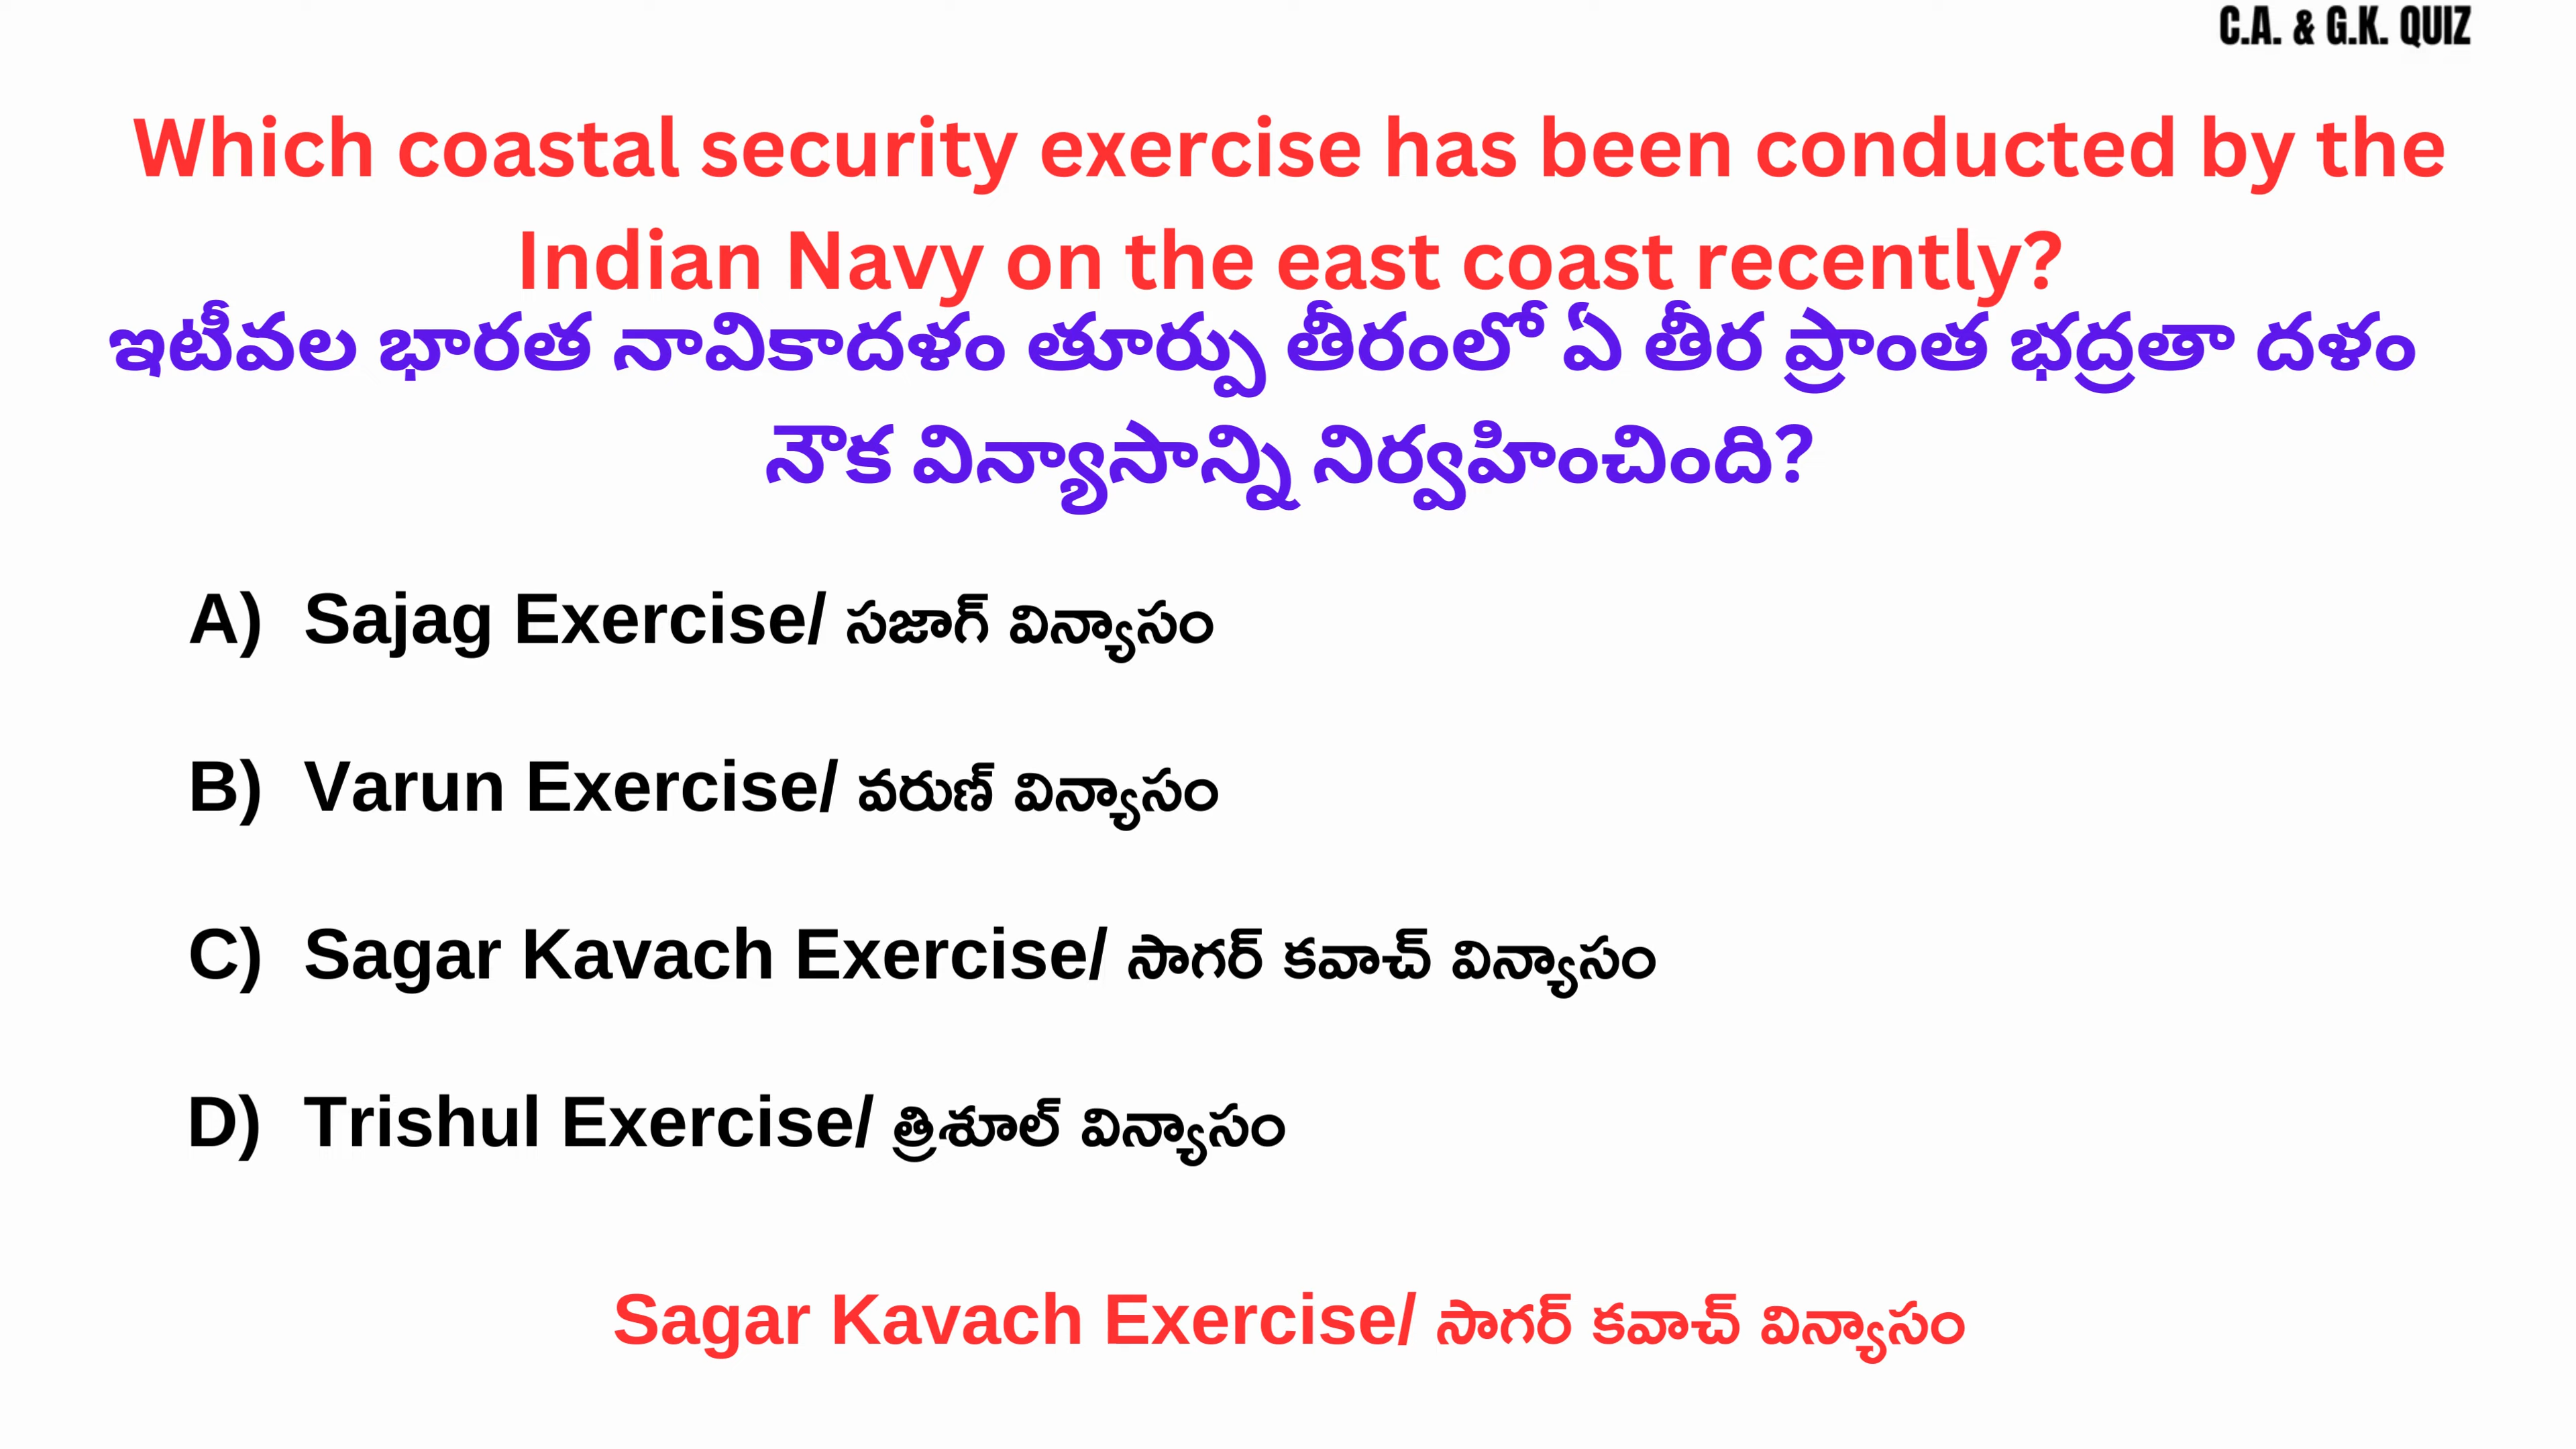 C.A. & G.K. QUIZ
Which coastal security exercise has been conducted by the
Indian Navy on the east coast recently?
ఇటీవల భారత నావికాదళం తూర్పు తీరంలో ఏ తీర ప్రాంత భద్రతా దళం
నౌక విన్యాసాన్ని నిర్వహించింది?
A) Sajag Exercise/ సజాగ్ విన్యాసం
B) Varun Exercise/ వరుణ్ విన్యాసం
C) Sagar Kavach Exercise/ సాగర్ కవాచ్ విన్యాసం
D) Trishul Exercise/ త్రిశూల్ విన్యాసం
Sagar Kavach Exercise/ సాగర్ కవాచ్ విన్యాసం